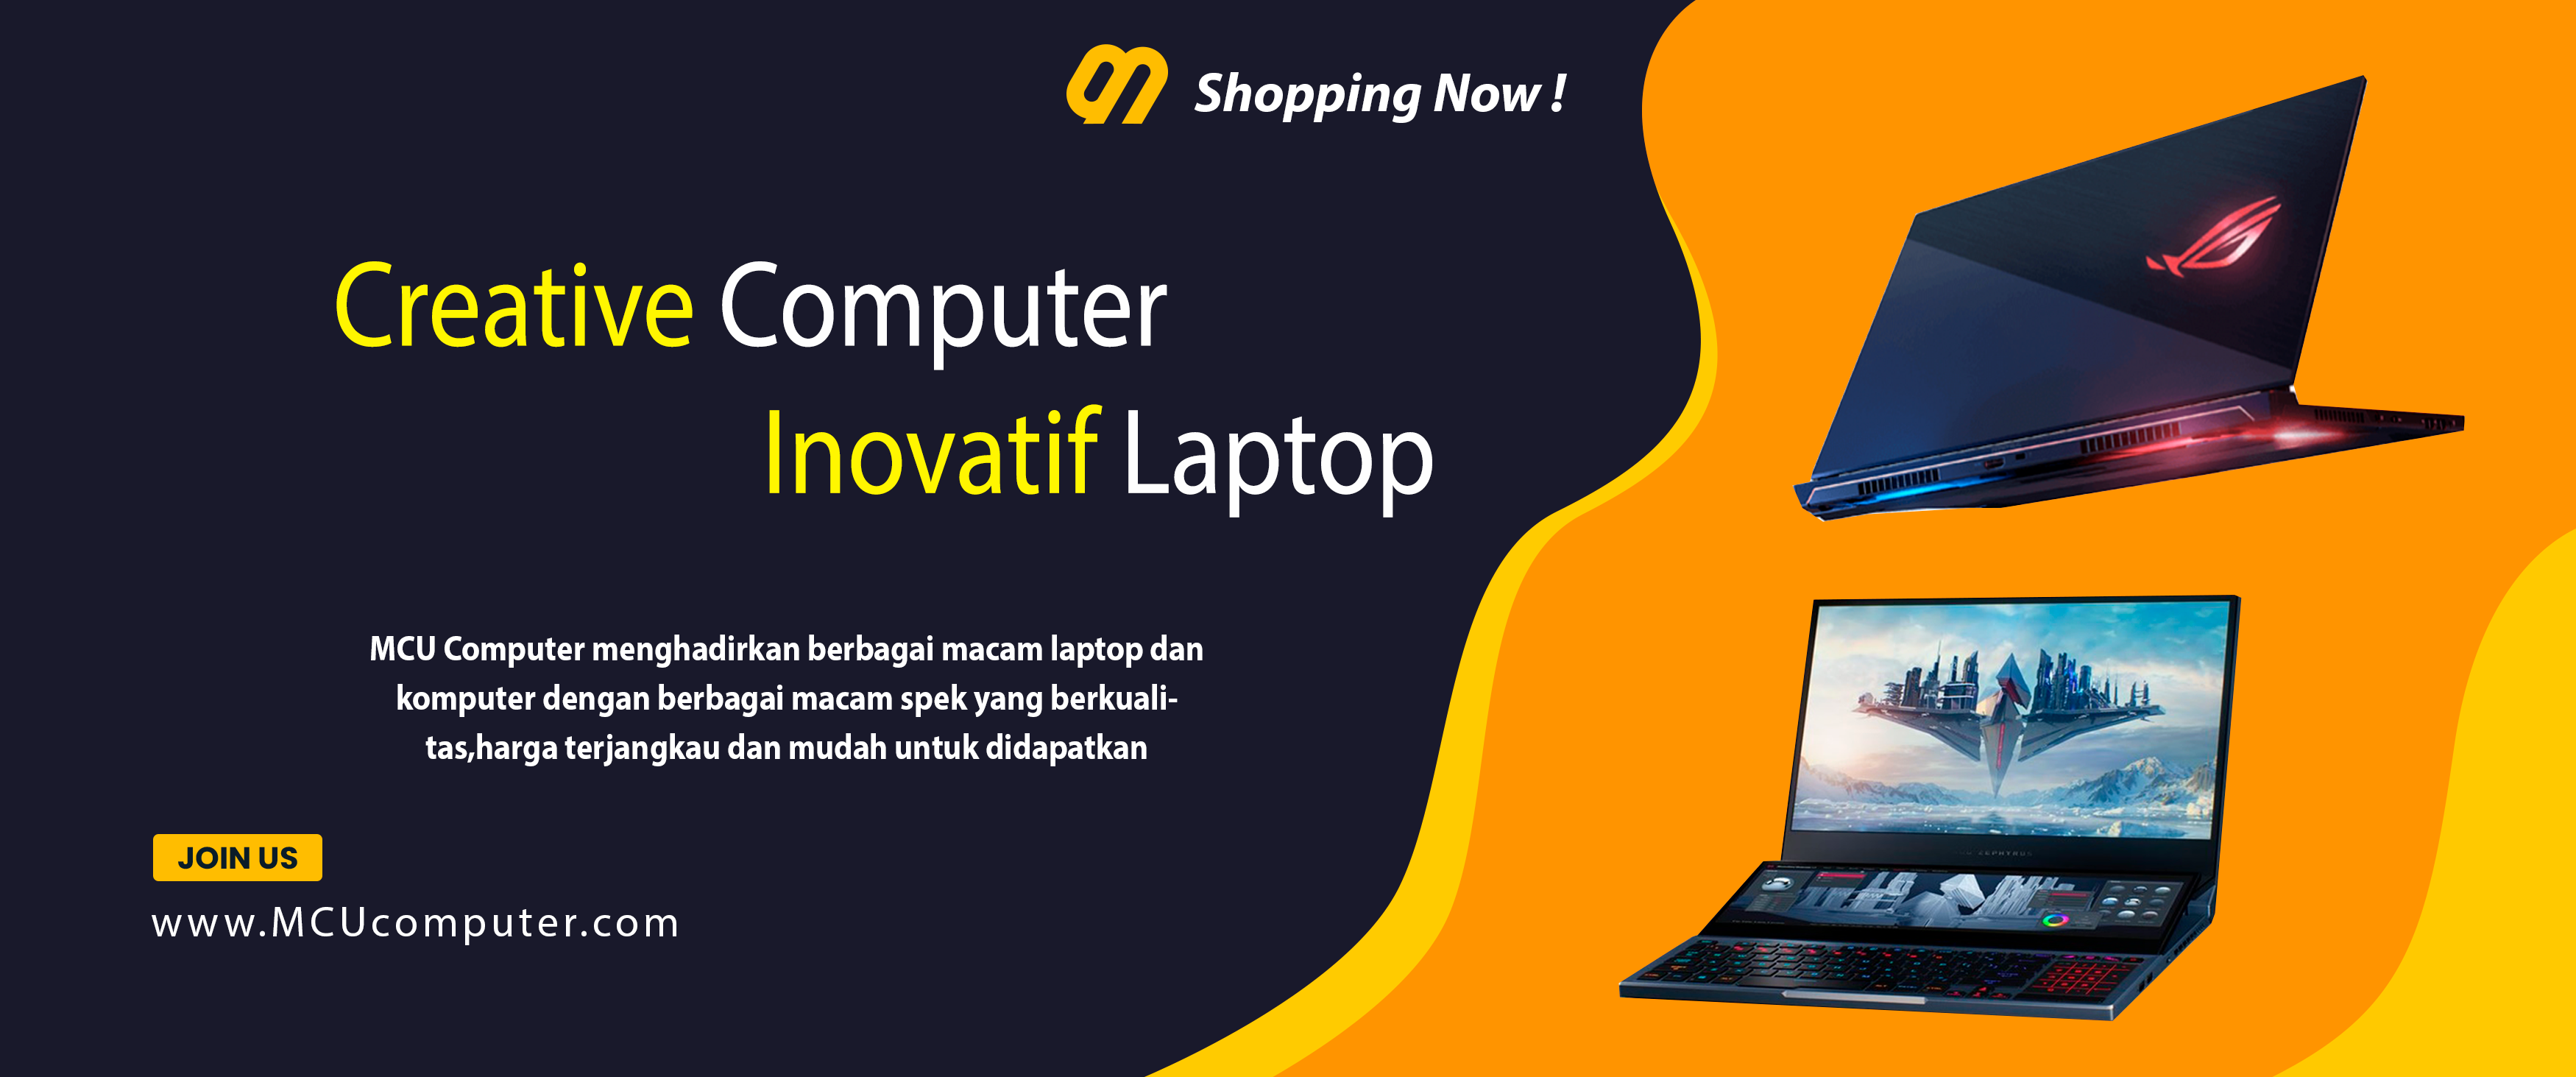 Shopping Now !
Creative Computer
Inovatif Laptop
MCU Computer menghadirkan berbagai macam laptop dan
komputer dengan berbagai macam spek yang berkuali-
tas,harga terjangkau dan mudah untuk didapatkan
JOIN US
www.MCUcomputer.com